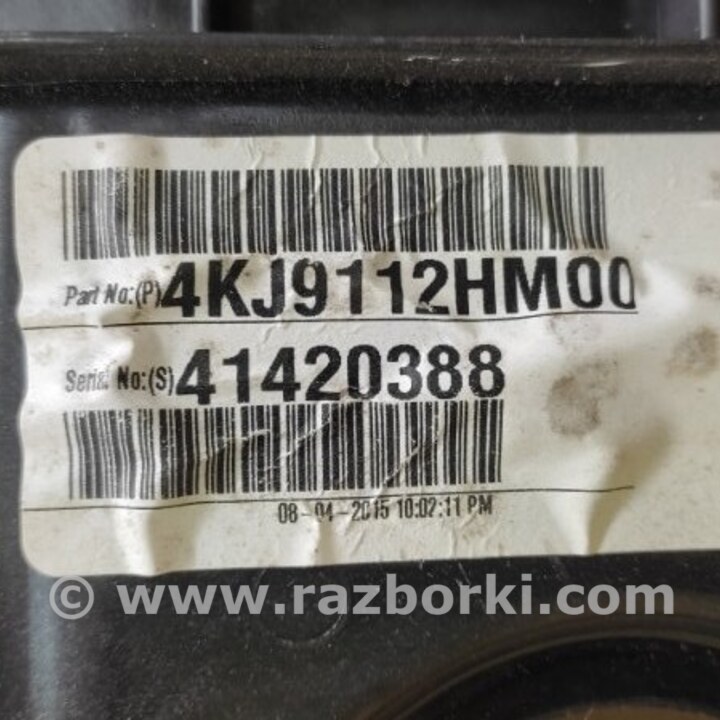 Part No:(P)4KJ9112HM00
Serial No:(S)41420388
08-04-2015 10:02:11 PM
© www.razborki.com